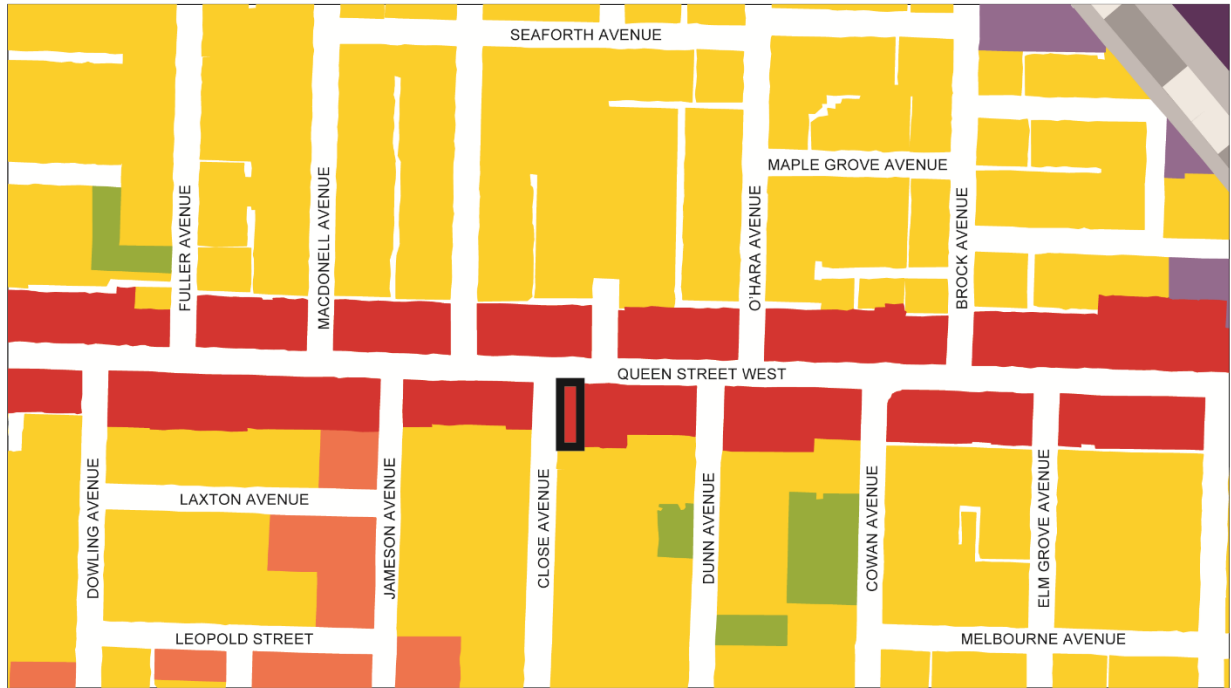 SEAFORTH AVENUE
MAPLE GROVE AVENUE
FULLER AVENUE
MACDONELL AVENUE
O'HARA AVENUE
BROCK AVENUE
QUEEN STREET WEST
DOWLING AVENUE
LAXTON AVENUE
JAMESON AVENUE
CLOSE AVENUE
DUNN AVENUE
COWAN AVENUE
ELM GROVE AVENUE
LEOPOLD STREET
MELBOURNE AVENUE